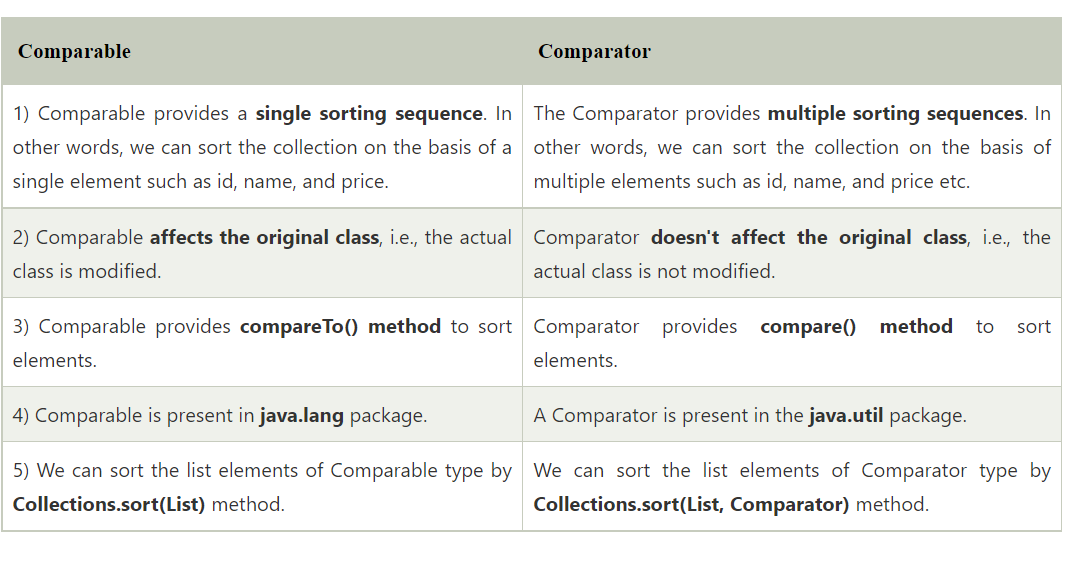 Comparable
Comparator
1) Comparable provides a single sorting sequence. In
other words, we can sort the collection on the basis of a
single element such as id, name, and price.
The Comparator provides multiple sorting sequences. In
other words, we can sort the collection on the basis of
multiple elements such as id, name, and price etc.
2) Comparable affects the original class, i.e., the actual
class is modified.
Comparator doesn't affect the original class, i.e., the
actual class is not modified.
3) Comparable provides compareTo() method to sort
elements.
Comparator provides compare() method to sort
elements.
4) Comparable is present in java.lang package.
A Comparator is present in the java.util package.
5) We can sort the list elements of Comparable type by
Collections.sort(List) method.
We can sort the list elements of Comparator type by
Collections.sort(List, Comparator) method.